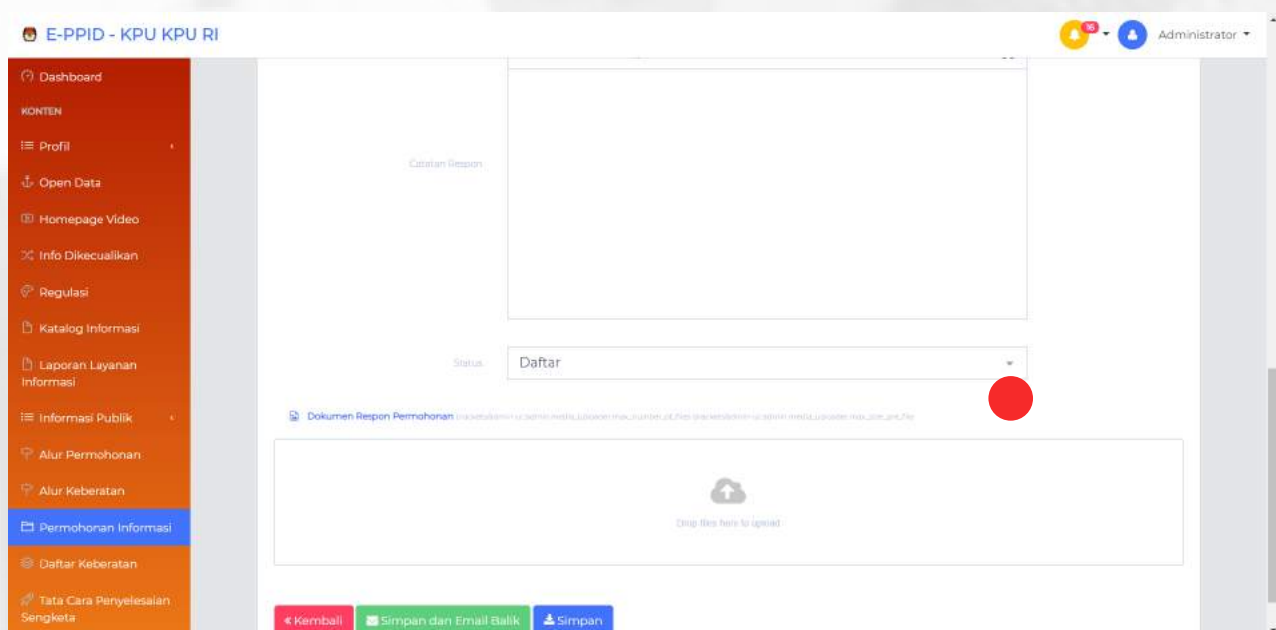 E-PPID - KPU KPU RI
16
Administrator
Dashboard
KONTEN
Profil
Open Data
Homepage Video
Info Dikecualikan
Regulasi
Katalog Informasi
Laporan Layanan
Informasi
Informasi Publik
Alur Permohonan
Alur Keberatan
Permohonan Informasi
Daftar Keberatan
Tata Cara Penyelesaian
Sengketa
Catatan Respon
Status
Daftar
Dokumen Respon Permohonan
Drop files here to upload
Kembali
Simpan dan Email Balik
Simpan